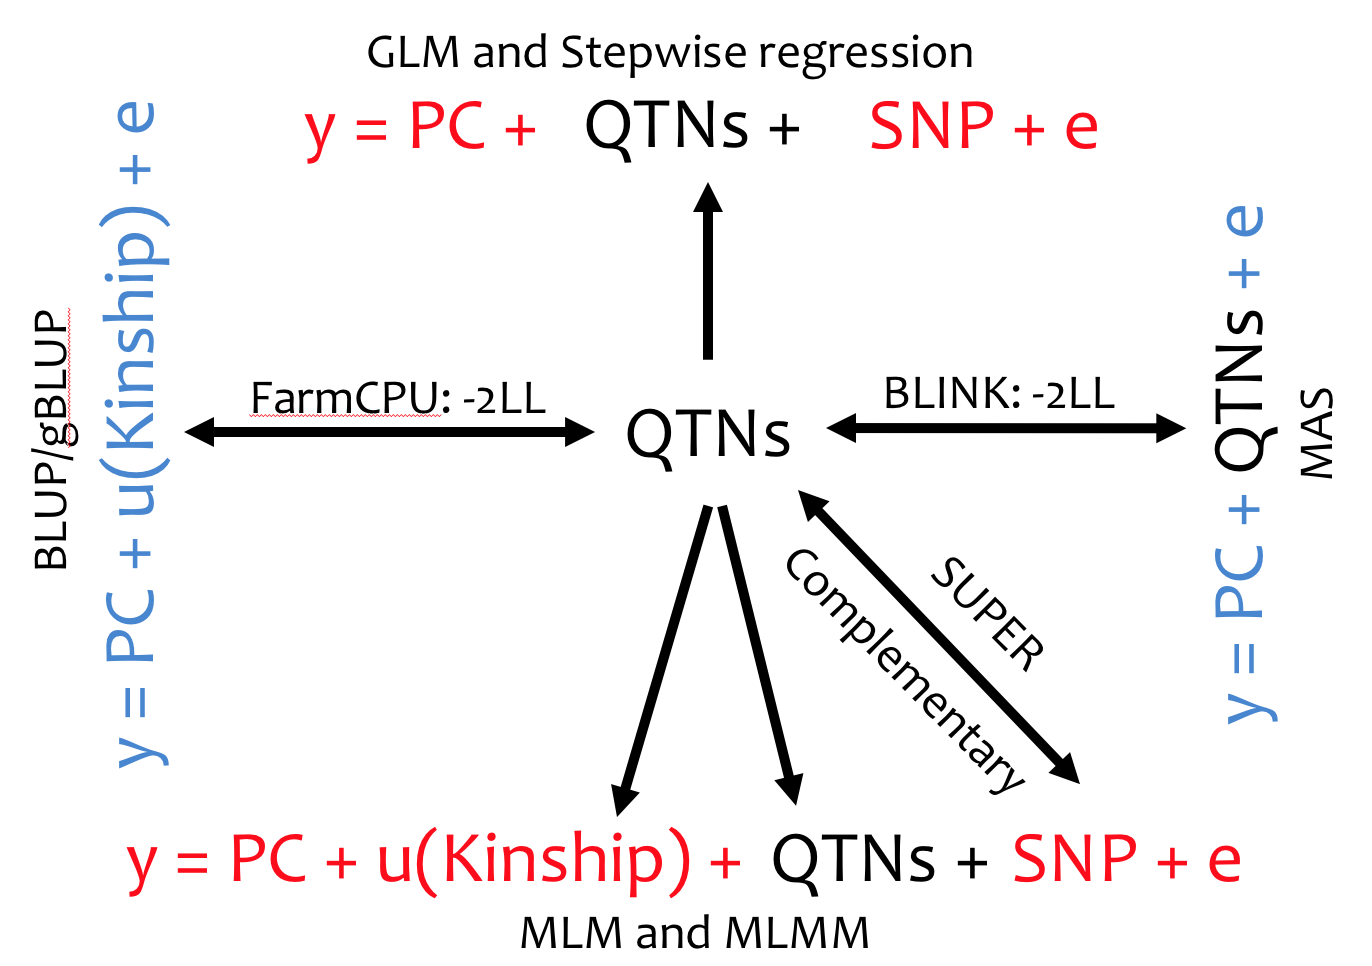 GLM and Stepwise regression
y = PC + QTNs + SNP + e
BLUP/gBLUP
y = PC + u(Kinship) + e
FarmCPU: -2LL
QTNs
BLINK: -2LL
y = PC + QTNs + e
MAS
SUPER
Complementary
y = PC + u(Kinship) + QTNs + SNP + e
MLM and MLMM